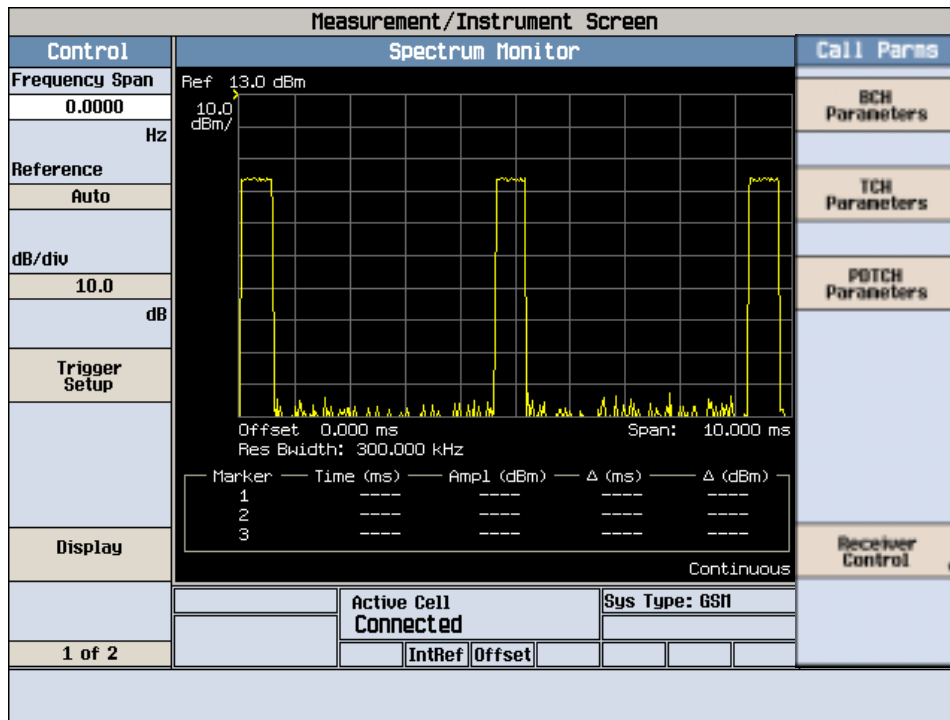 Measurement/Instrument Screen
Control
Spectrum Monitor
Call Parms
Frequency Span
0.0000
Hz
Reference
Auto
dB/div
10.0
dB
Trigger
Setup
Display
1 of 2
Ref 13.0 dBm
10.0
dBm/
Offset 0.000 ms
Span: 10.000 ms
Res Bwidth: 300.000 kHz
Marker Time (ms) Ampl (dBm) Δ (ms) Δ (dBm)
1 ---- ---- ---- ----
2 ---- ---- ---- ----
3 ---- ---- ---- ----
Continuous
Active Cell
Connected
Sys Type: GSM
IntRef Offset
BCH
Parameters
TCH
Parameters
PDTCH
Parameters
Receiver
Control